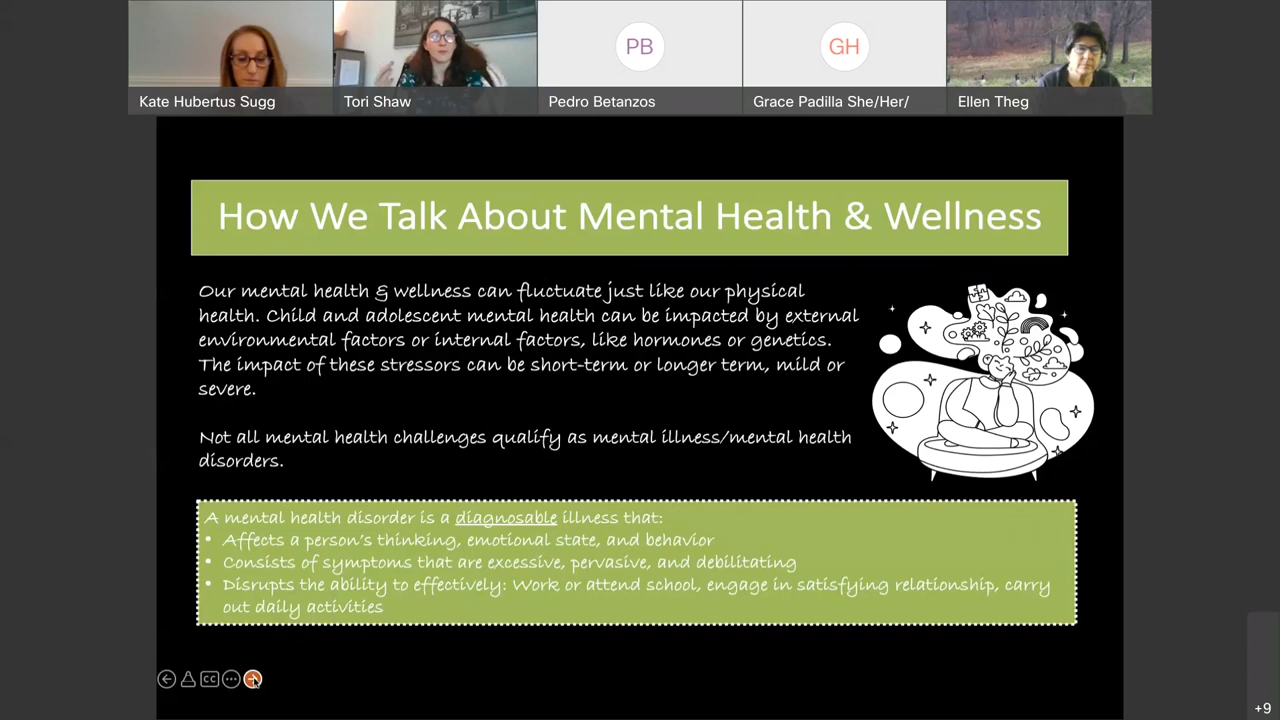 Kate Hubertus Sugg
Tori Shaw
PB
Pedro Betanzos
GH
Grace Padilla She/Her/
Ellen Theg
How We Talk About Mental Health & Wellness
Our mental health & wellness can fluctuate just like our physical
health. Child and adolescent mental health can be impacted by external
environmental factors or internal factors, like hormones or genetics.
The impact of these stressors can be short-term or longer term, mild or
severe.
Not all mental health challenges qualify as mental illness/mental health
disorders.
A mental health disorder is a diagnosable illness that:
• Affects a person's thinking, emotional state, and behavior
• Consists of symptoms that are excessive, pervasive, and debilitating
• Disrupts the ability to effectively: Work or attend school, engage in satisfying relationship, carry
out daily activities
CC
+9